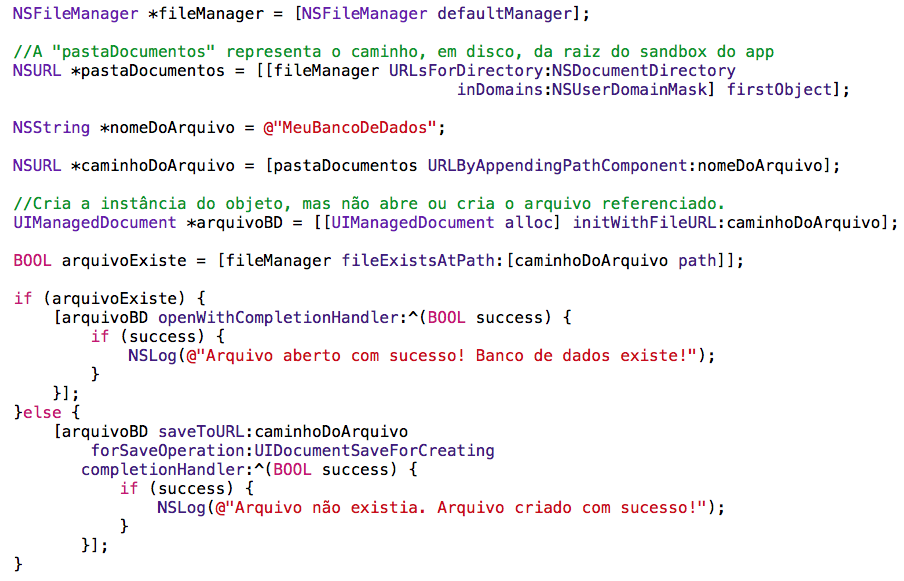 NSFileManager *fileManager = [NSFileManager defaultManager];
//A "pastaDocumentos" representa o caminho, em disco, da raiz do sandbox do app
NSURL *pastaDocumentos = [[fileManager URLsForDirectory:NSDocumentDirectory
inDomains:NSUserDomainMask] firstObject];
NSString *nomeDoArquivo = @"MeuBancoDeDados";
NSURL *caminhoDoArquivo = [pastaDocumentos URLByAppendingPathComponent:nomeDoArquivo];
//Cria a instância do objeto, mas não abre ou cria o arquivo referenciado.
UIManagedDocument *arquivoBD = [[UIManagedDocument alloc] initWithFileURL:caminhoDoArquivo];
BOOL arquivoExiste = [fileManager fileExistsAtPath:[caminhoDoArquivo path]];
if (arquivoExiste) {
[arquivoBD openWithCompletionHandler:^(BOOL success) {
if (success) {
NSLog(@"Arquivo aberto com sucesso! Banco de dados existe!");
}
}];
}else {
[arquivoBD saveToURL:caminhoDoArquivo
forSaveOperation:UIDocumentSaveForCreating
completionHandler:^(BOOL success) {
if (success) {
NSLog(@"Arquivo não existia. Arquivo criado com sucesso!");
}
}];
}